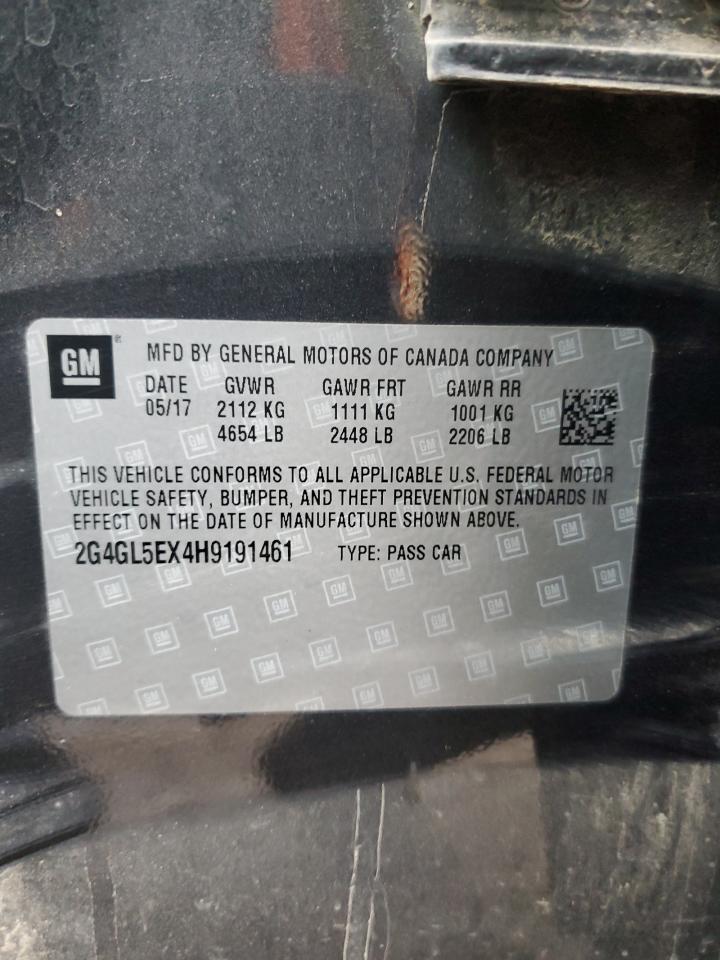 GM ® MFD BY GENERAL MOTORS OF CANADA COMPANY
DATE GVWR GAWR FRT GAWR RR
05/17 2112 KG 1111 KG 1001 KG
4654 LB 2448 LB 2206 LB
THIS VEHICLE CONFORMS TO ALL APPLICABLE U.S. FEDERAL MOTOR
VEHICLE SAFETY, BUMPER, AND THEFT PREVENTION STANDARDS IN
EFFECT ON THE DATE OF MANUFACTURE SHOWN ABOVE.
2G4GL5EX4H9191461 TYPE: PASS CAR